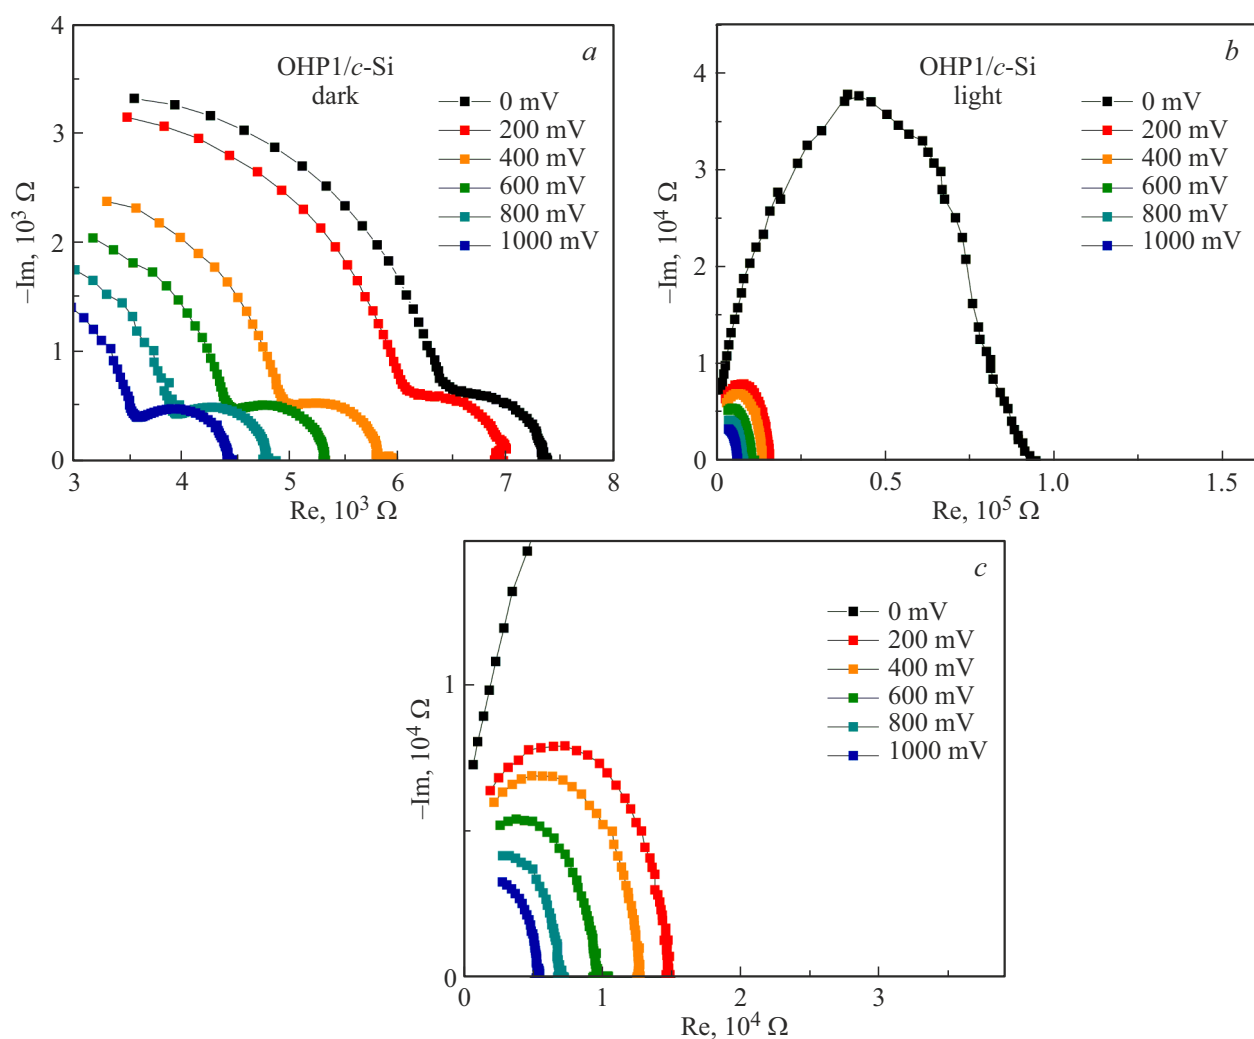 a
OHP1/c-Si
dark
0 mV
200 mV
400 mV
600 mV
800 mV
1000 mV
4
3
2
1
0
–Im, 10³ Ω
3
4
5
6
7
8
Re, 10³ Ω
b
OHP1/c-Si
light
0 mV
200 mV
400 mV
600 mV
800 mV
1000 mV
4
3
2
1
0
–Im, 10⁴ Ω
0
0.5
1.0
1.5
Re, 10⁵ Ω
c
0 mV
200 mV
400 mV
600 mV
800 mV
1000 mV
1
0
–Im, 10⁴ Ω
0
1
2
3
Re, 10⁴ Ω